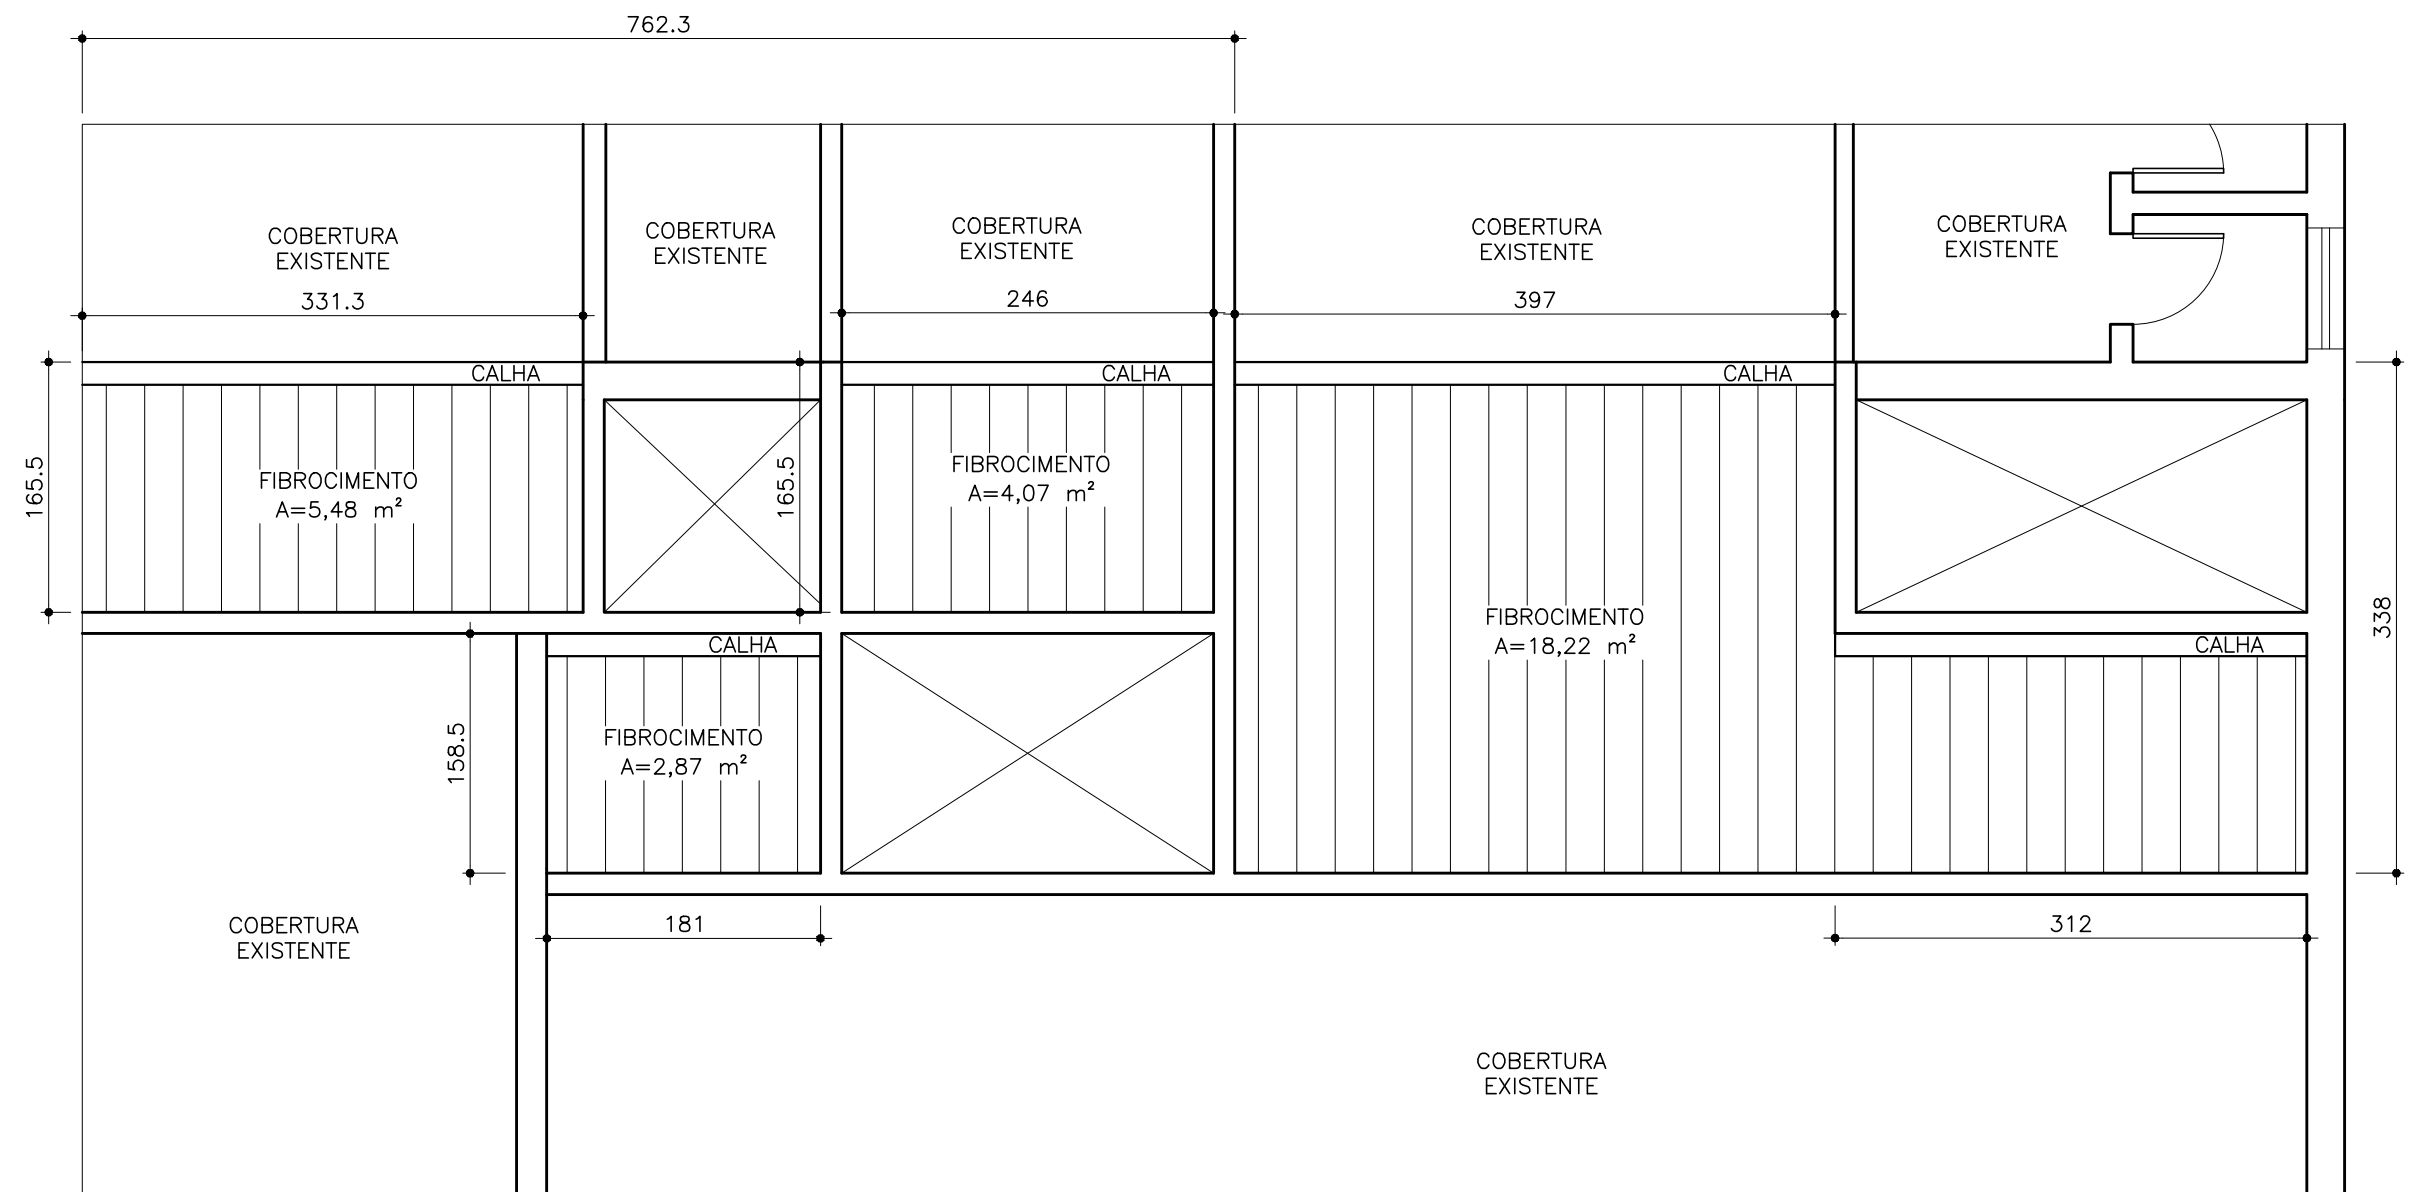 762.3
COBERTURA
EXISTENTE
COBERTURA
EXISTENTE
COBERTURA
EXISTENTE
COBERTURA
EXISTENTE
COBERTURA
EXISTENTE
331.3
246
397
CALHA
CALHA
CALHA
165.5
FIBROCIMENTO
A=5,48 m²
165.5
FIBROCIMENTO
A=4,07 m²
FIBROCIMENTO
A=18,22 m²
338
CALHA
CALHA
158.5
FIBROCIMENTO
A=2,87 m²
COBERTURA
EXISTENTE
181
312
COBERTURA
EXISTENTE